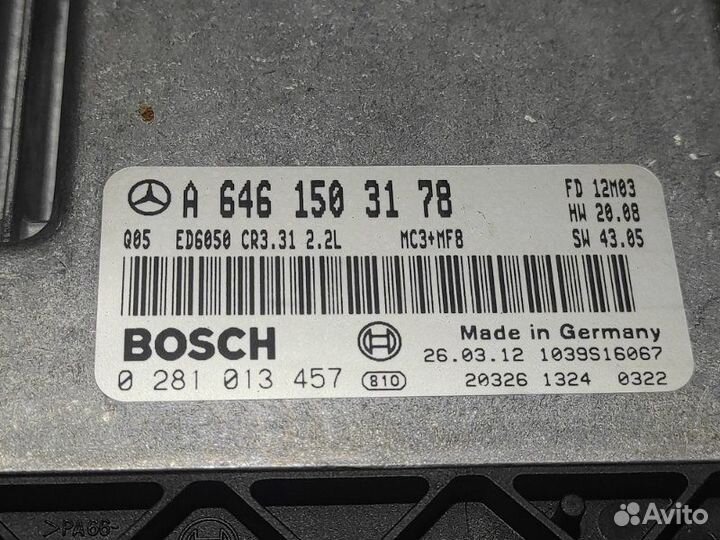 A 646 150 31 78
FD 12M03
HW 20.08
Q05 ED6050 CR3.31 2.2L MC3+MF8 SW 43.05
BOSCH
Made in Germany
26.03.12 1039S16067
0 281 013 457 810 20326 1324 0322
>PA66-
Avito